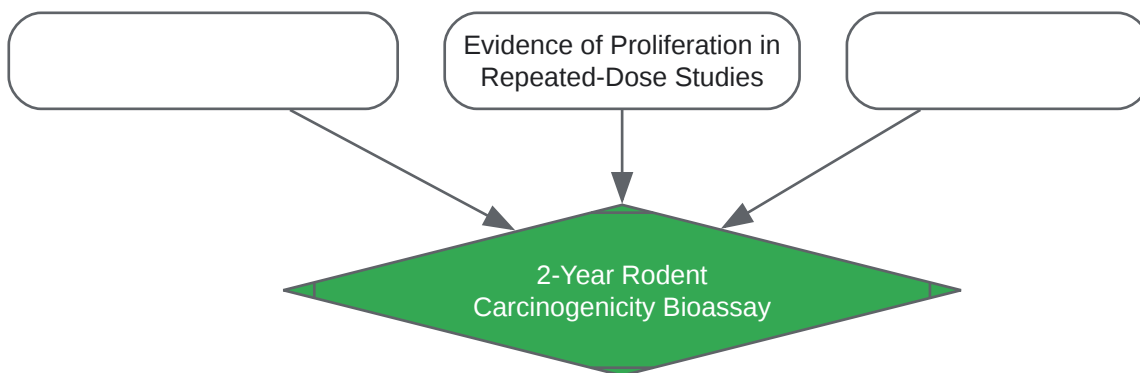 Evidence of Proliferation in
Repeated-Dose Studies
2-Year Rodent
Carcinogenicity Bioassay